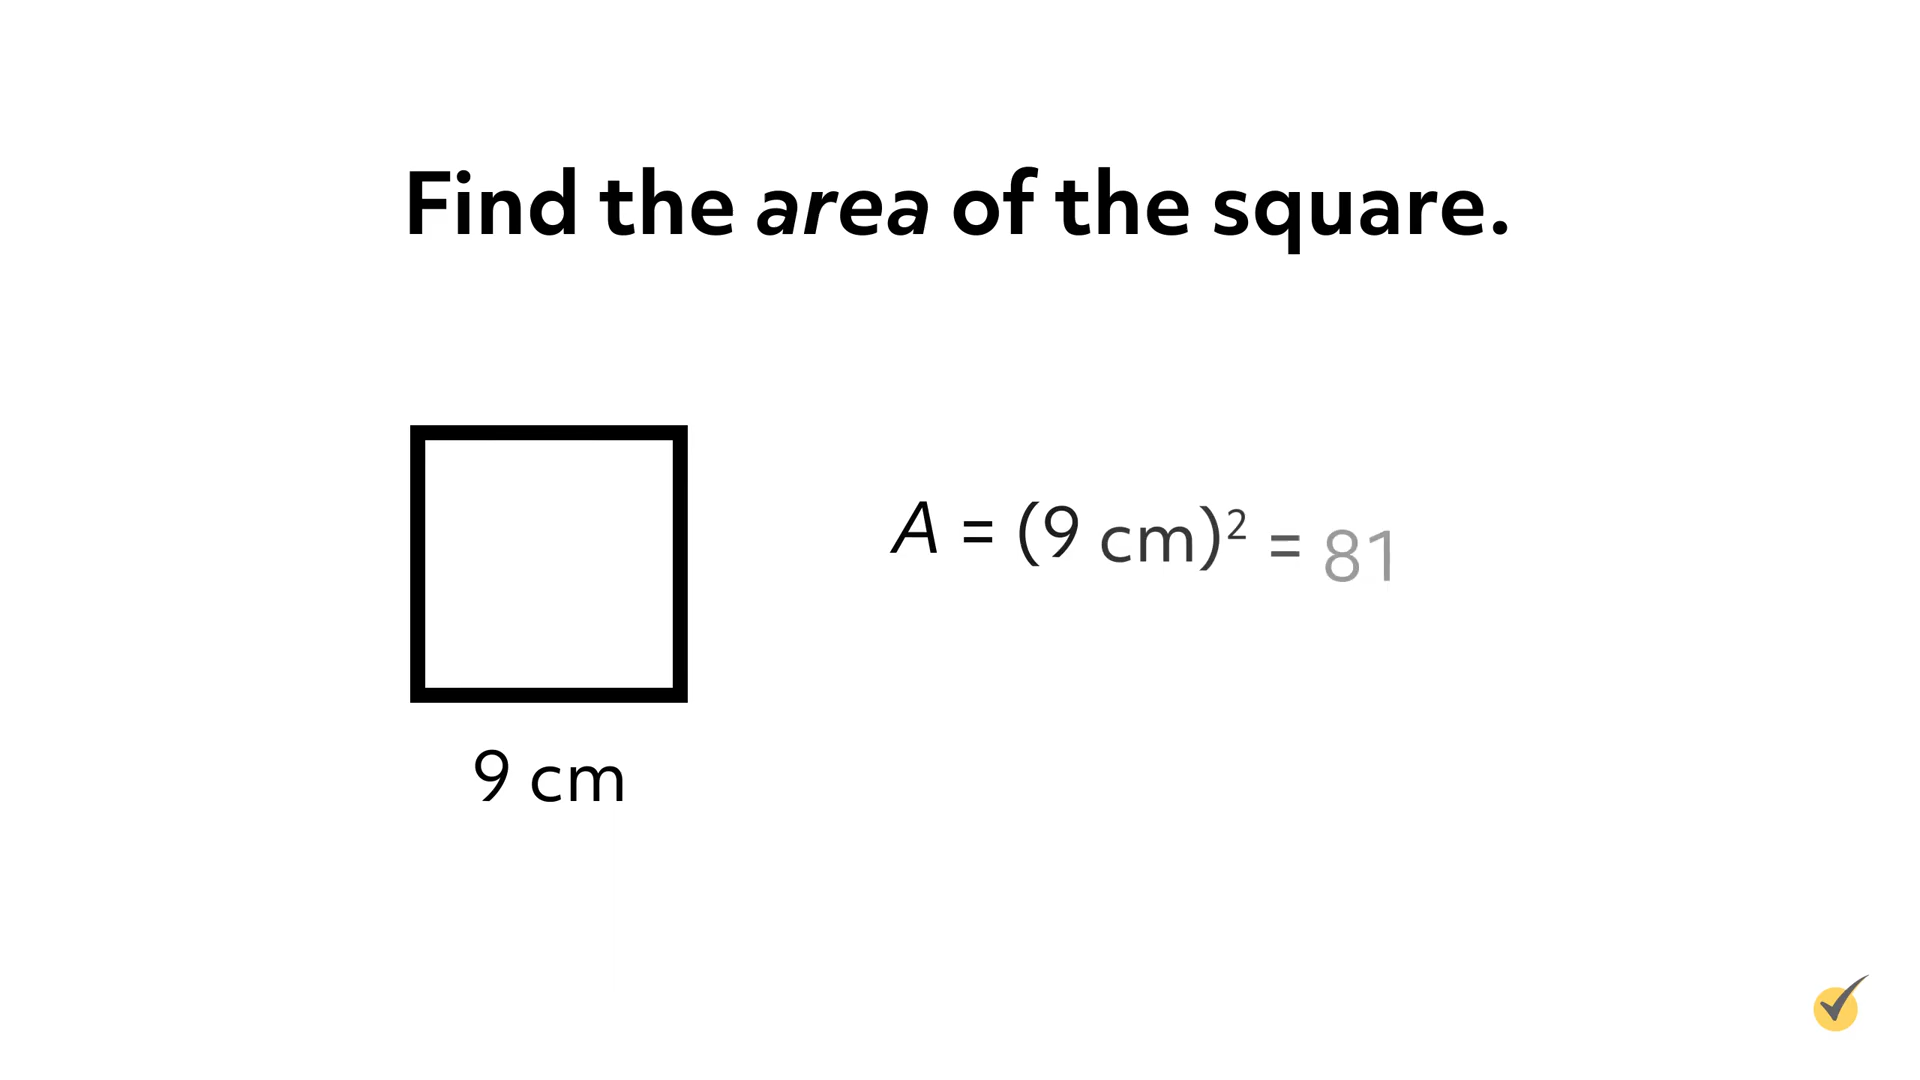 Find the area of the square.
A = (9 cm)² = 81
9 cm